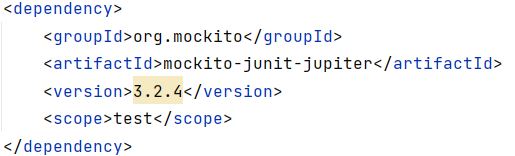 <dependency>
    <groupId>org.mockito</groupId>
    <artifactId>mockito-junit-jupiter</artifactId>
    <version>3.2.4</version>
    <scope>test</scope>
</dependency>